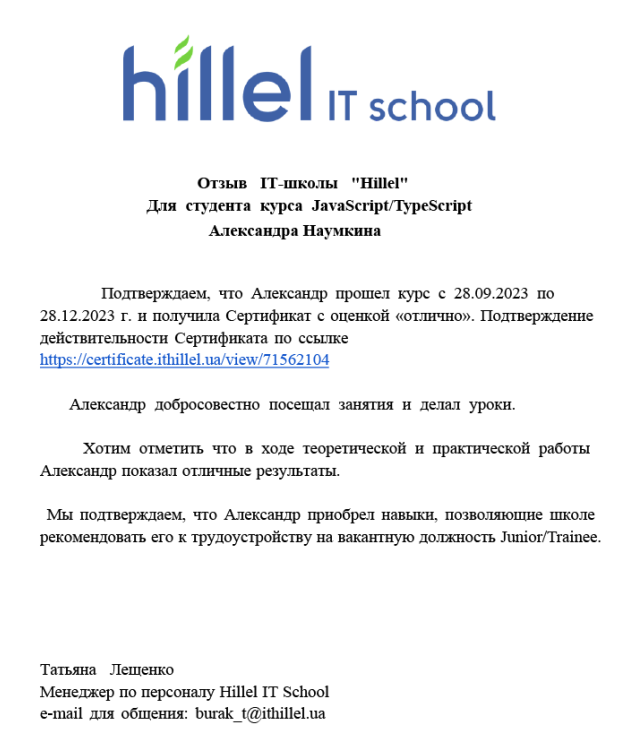 hillel IT school
Отзыв IT-школы "Hillel"
Для студента курса JavaScript/TypeScript
Александра Наумкина
Подтверждаем, что Александр прошел курс с 28.09.2023 по
28.12.2023 г. и получила Сертификат с оценкой «отлично». Подтверждение
действительности Сертификата по ссылке
https://certificate.ithillel.ua/view/71562104
Александр добросовестно посещал занятия и делал уроки.
Хотим отметить что в ходе теоретической и практической работы
Александр показал отличные результаты.
Мы подтверждаем, что Александр приобрел навыки, позволяющие школе
рекомендовать его к трудоустройству на вакантную должность Junior/Trainee.
Татьяна Лещенко
Менеджер по персоналу Hillel IT School
e-mail для общения: burak_t@ithillel.ua